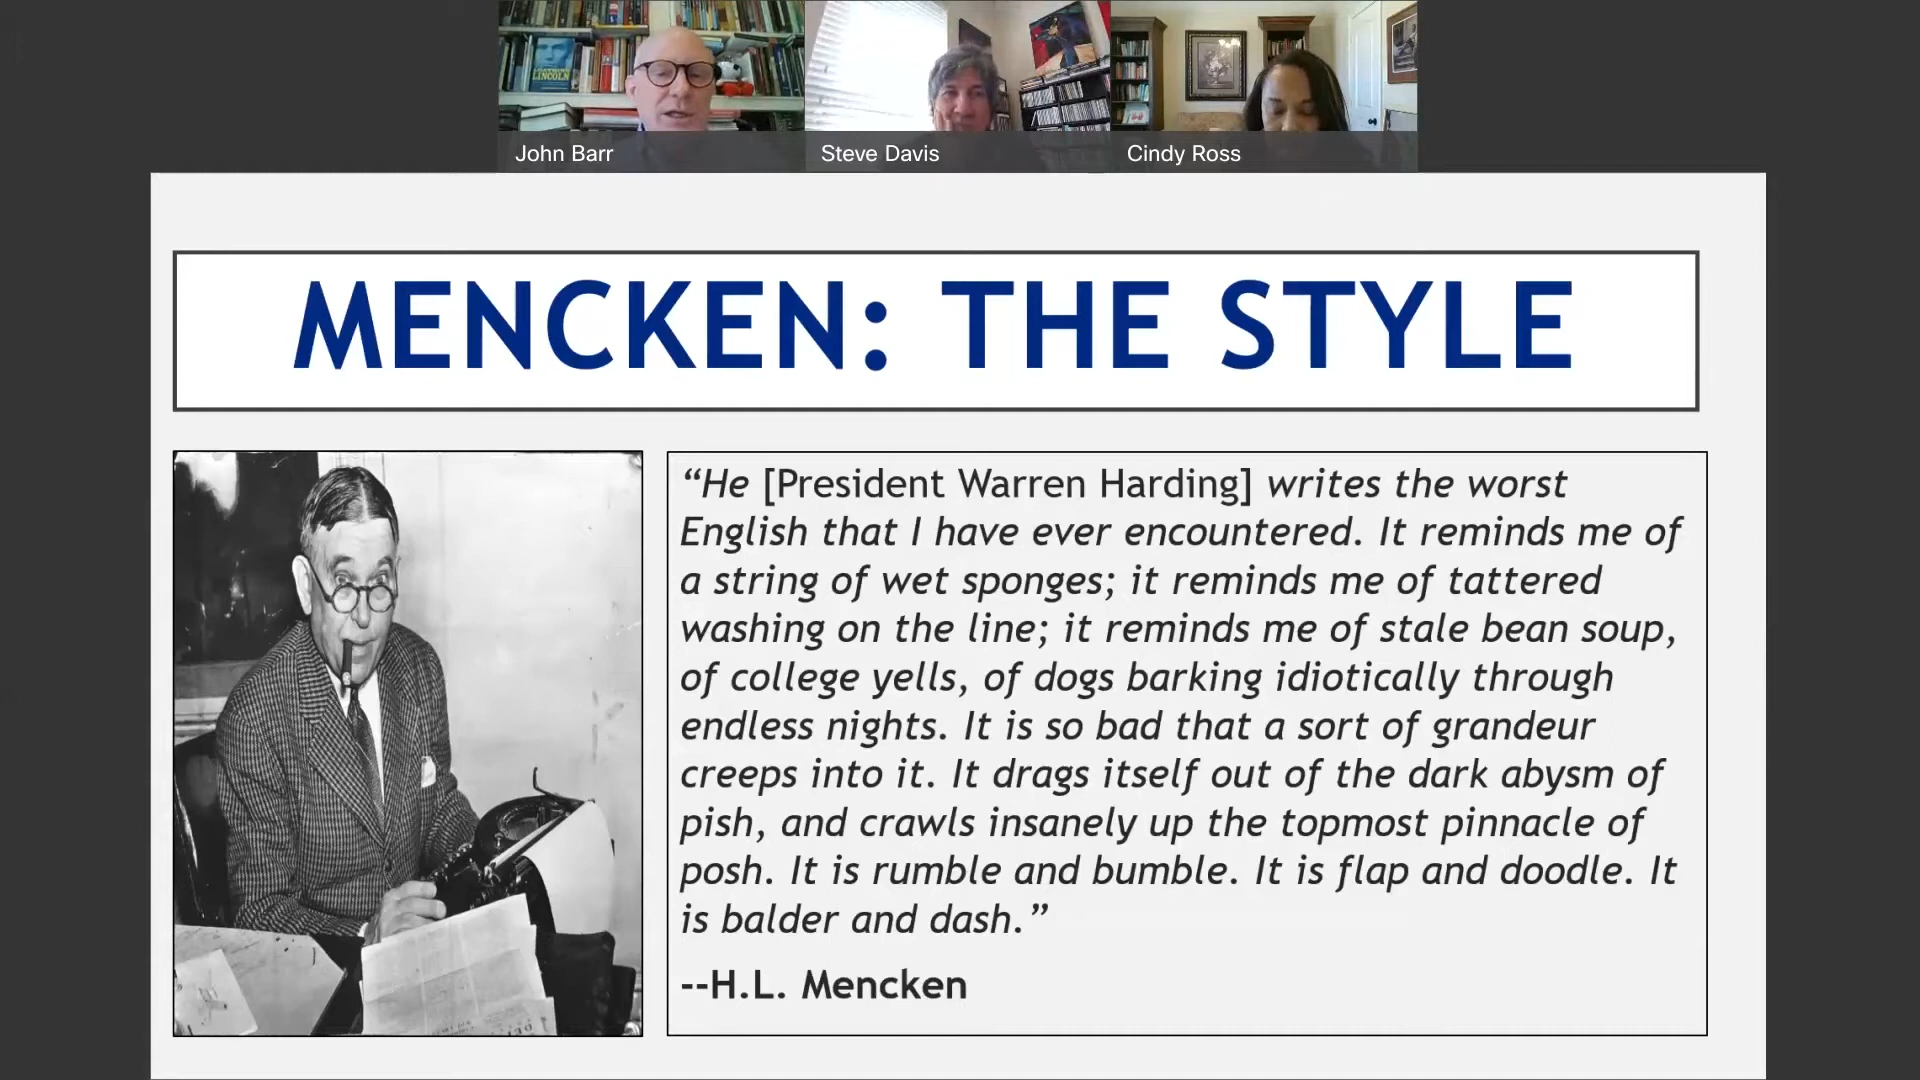 LOATHING
LINCOLN
John Barr
Steve Davis
Cindy Ross
MENCKEN: THE STYLE
“He [President Warren Harding] writes the worst
English that I have ever encountered. It reminds me of
a string of wet sponges; it reminds me of tattered
washing on the line; it reminds me of stale bean soup,
of college yells, of dogs barking idiotically through
endless nights. It is so bad that a sort of grandeur
creeps into it. It drags itself out of the dark abysm of
pish, and crawls insanely up the topmost pinnacle of
posh. It is rumble and bumble. It is flap and doodle. It
is balder and dash.”
--H.L. Mencken